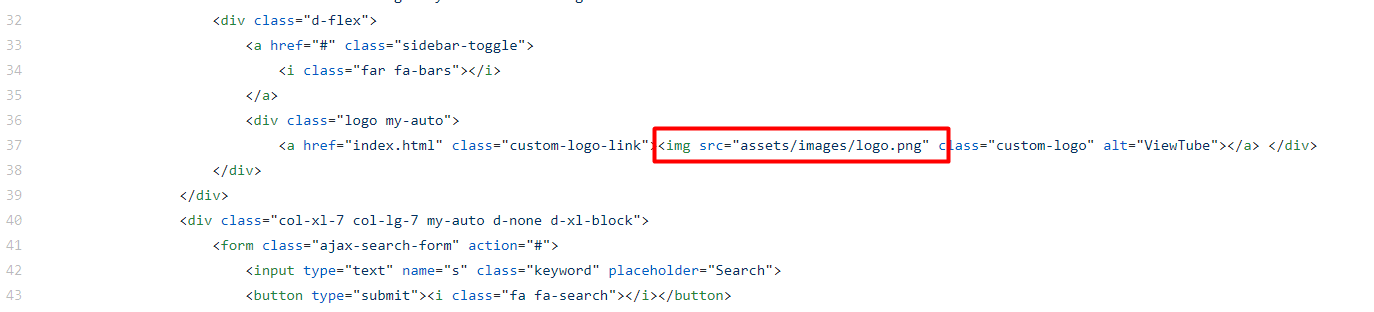 32 <div class="d-flex">
33 <a href="#" class="sidebar-toggle">
34 <i class="far fa-bars"></i>
35 </a>
36 <div class="logo my-auto">
37 <a href="index.html" class="custom-logo-link"><img src="assets/images/logo.png" class="custom-logo" alt="ViewTube"></a> </div>
38 </div>
39 </div>
40 <div class="col-xl-7 col-lg-7 my-auto d-none d-xl-block">
41 <form class="ajax-search-form" action="#">
42 <input type="text" name="s" class="keyword" placeholder="Search">
43 <button type="submit"><i class="fa fa-search"></i></button>